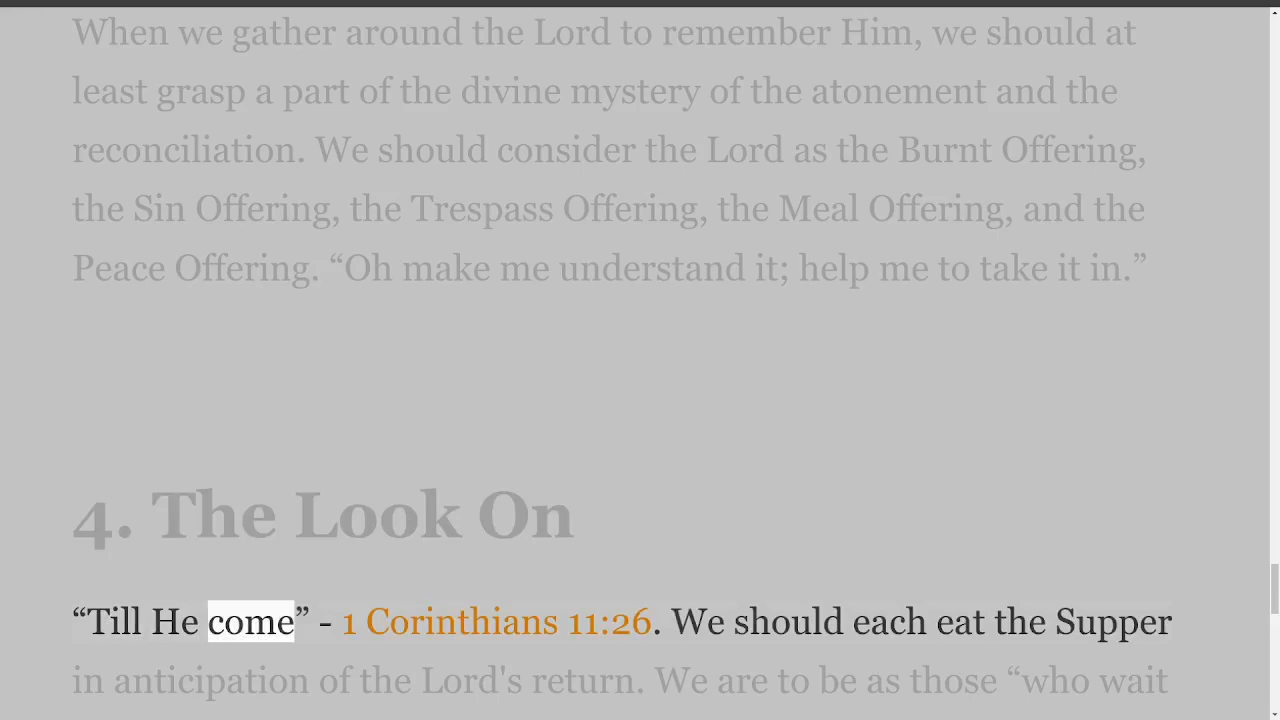 When we gather around the Lord to remember Him, we should at
least grasp a part of the divine mystery of the atonement and the
reconciliation. We should consider the Lord as the Burnt Offering,
the Sin Offering, the Trespass Offering, the Meal Offering, and the
Peace Offering. “Oh make me understand it; help me to take it in.”
4. The Look On
“Till He come” - 1 Corinthians 11:26. We should each eat the Supper
in anticipation of the Lord's return. We are to be as those “who wait